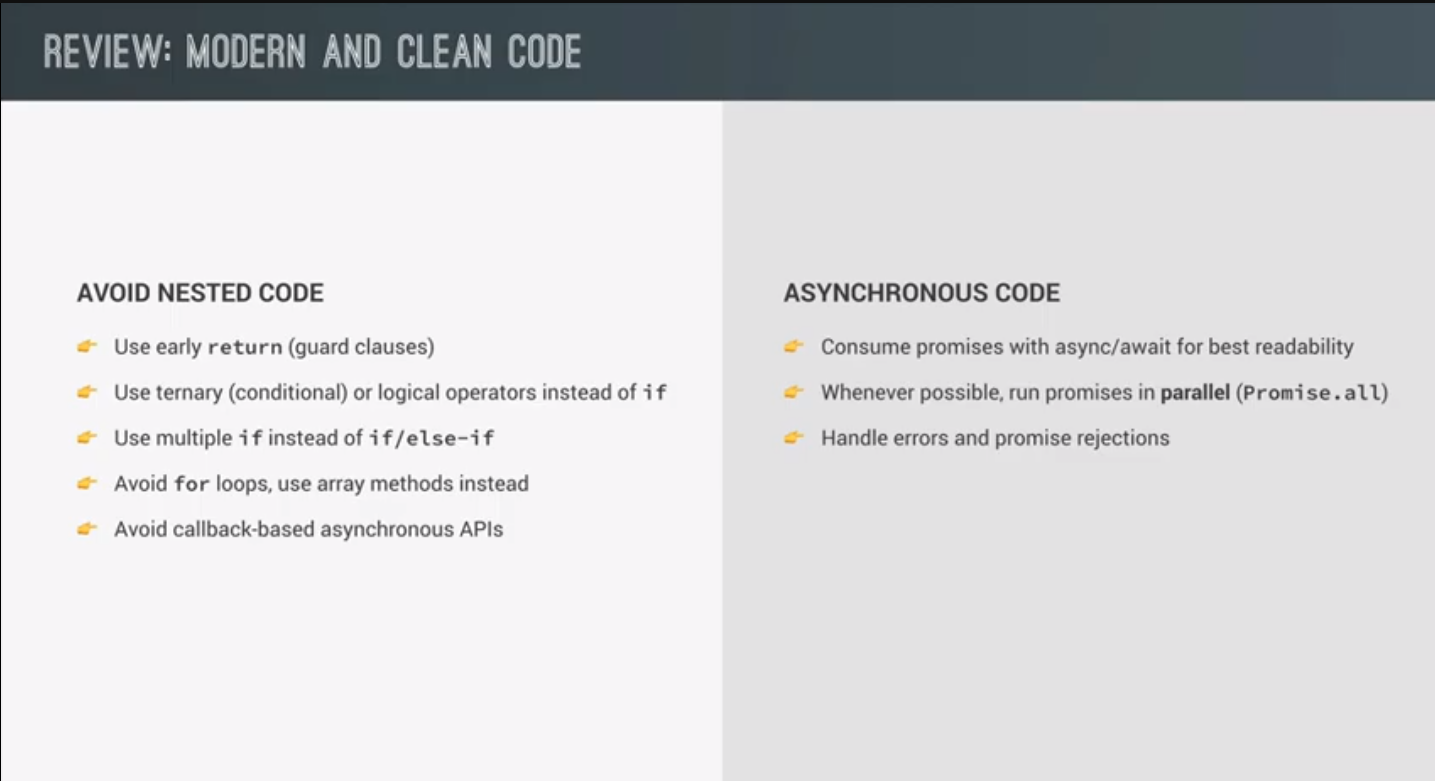 REVIEW: MODERN AND CLEAN CODE
AVOID NESTED CODE
👉 Use early return (guard clauses)
👉 Use ternary (conditional) or logical operators instead of if
👉 Use multiple if instead of if/else-if
👉 Avoid for loops, use array methods instead
👉 Avoid callback-based asynchronous APIs
ASYNCHRONOUS CODE
👉 Consume promises with async/await for best readability
👉 Whenever possible, run promises in parallel (Promise.all)
👉 Handle errors and promise rejections